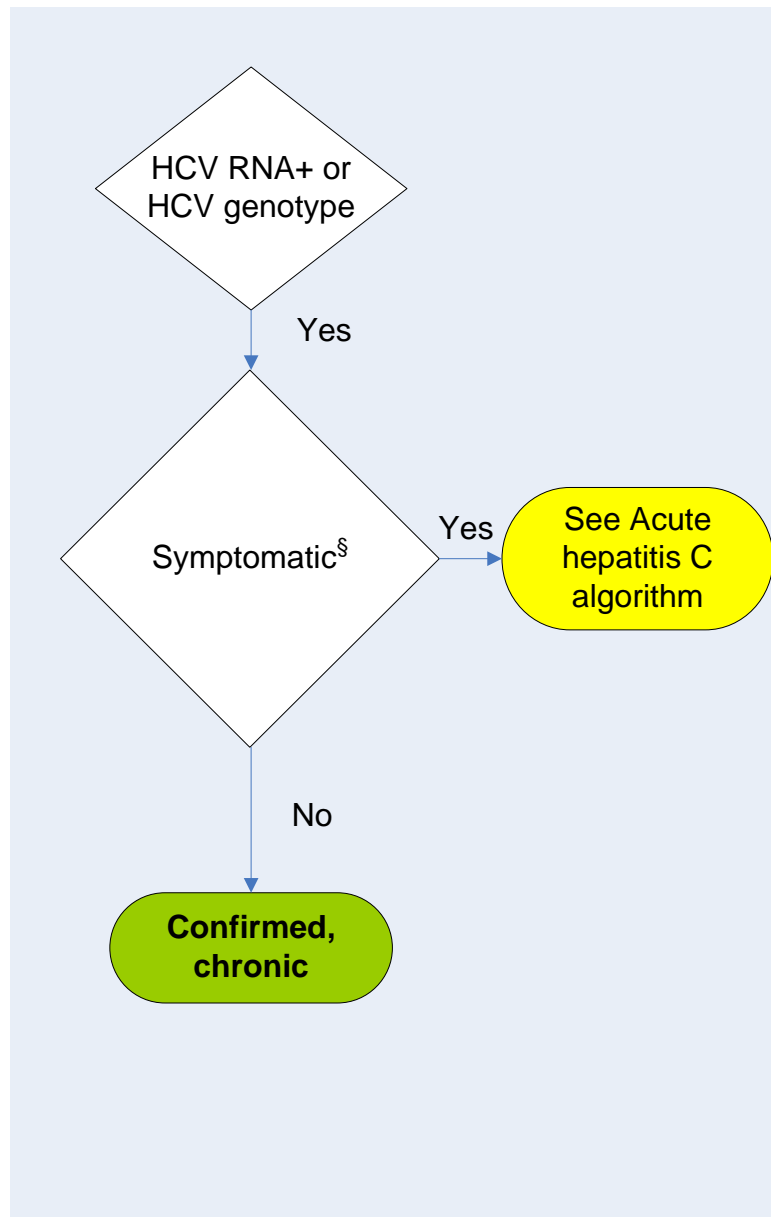 HCV RNA+ or
HCV genotype
Yes
Symptomatic§
Yes
See Acute
hepatitis C
algorithm
No
Confirmed,
chronic